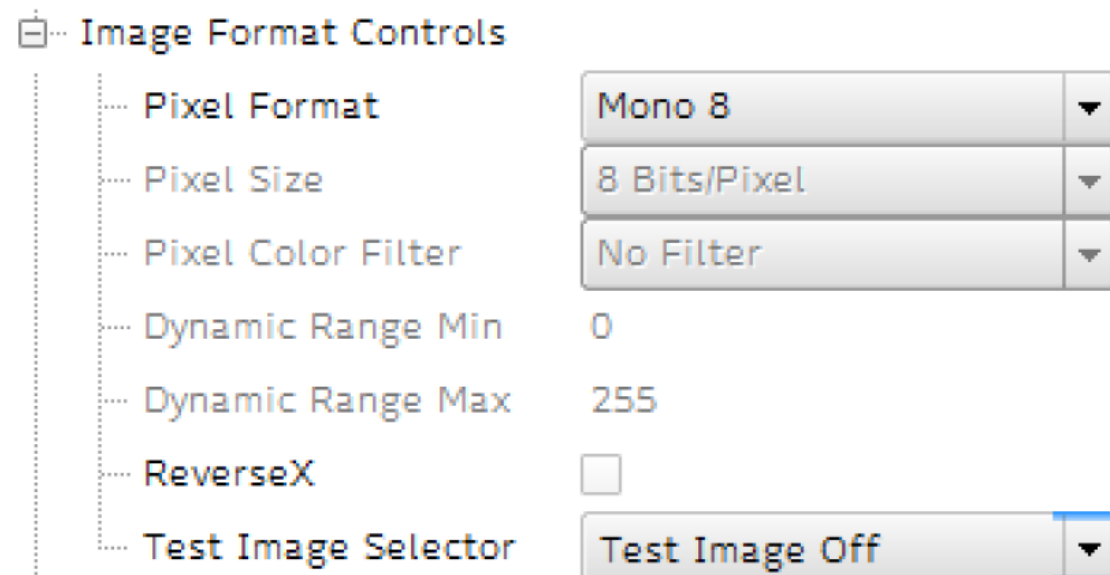 Image Format Controls
Pixel Format Mono 8
Pixel Size 8 Bits/Pixel
Pixel Color Filter No Filter
Dynamic Range Min 0
Dynamic Range Max 255
ReverseX
Test Image Selector Test Image Off